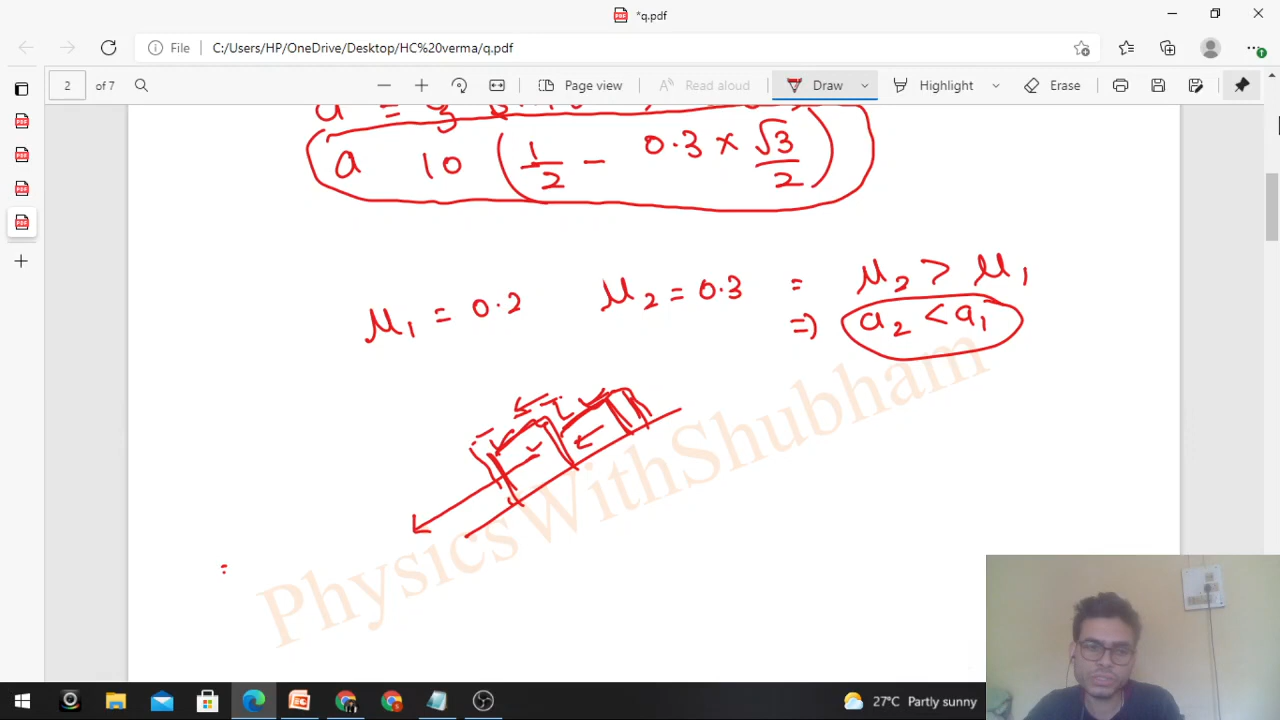 *q.pdf
File C:/Users/HP/OneDrive/Desktop/HC%20verma/q.pdf
2 of 7 Page view Read aloud Draw Highlight Erase
a 10 (1/2 - 0.3 × √3/2)
μ1 = 0.2 μ2 = 0.3 = μ2 > μ1
⇒ a2 < a1
PhysicsWithShubham
27°C Partly sunny